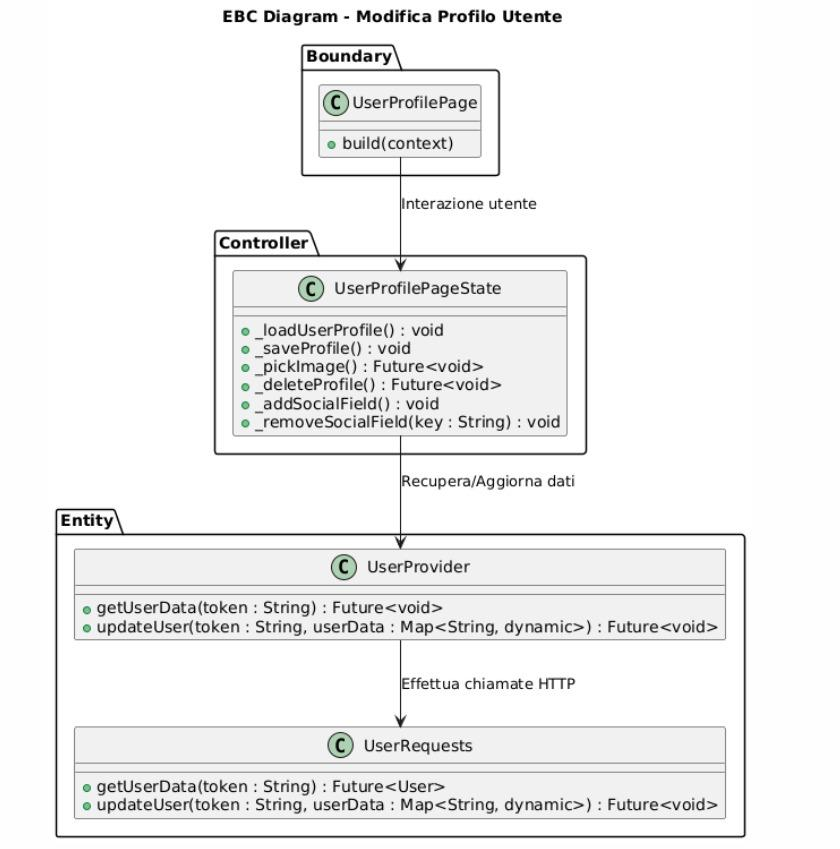 EBC Diagram - Modifica Profilo Utente
Boundary
C UserProfilePage
build(context)
Interazione utente
Controller
C UserProfilePageState
_loadUserProfile() : void
_saveProfile() : void
_pickImage() : Future<void>
_deleteProfile() : Future<void>
_addSocialField() : void
_removeSocialField(key : String) : void
Recupera/Aggiorna dati
Entity
C UserProvider
getUserData(token : String) : Future<void>
updateUser(token : String, userData : Map<String, dynamic>) : Future<void>
Effettua chiamate HTTP
C UserRequests
getUserData(token : String) : Future<User>
updateUser(token : String, userData : Map<String, dynamic>) : Future<void>